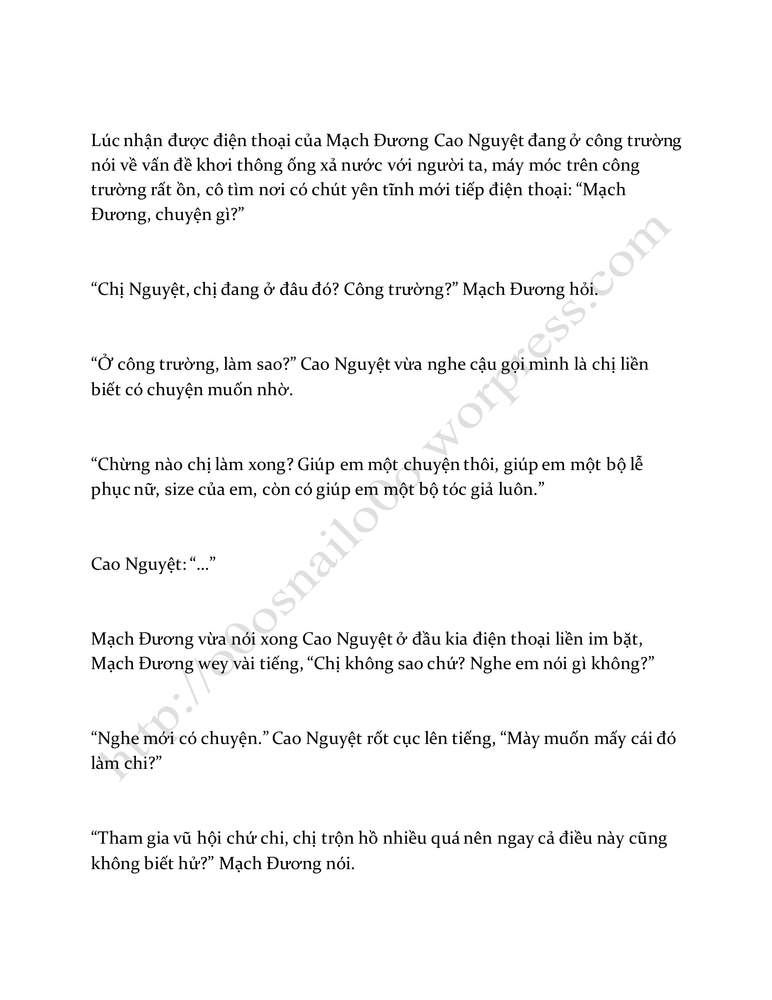 Lúc nhận được điện thoại của Mạch Đương Cao Nguyệt đang ở công trường
nói về vấn đề khơi thông ống xả nước với người ta, máy móc trên công
trường rất ồn, cô tìm nơi có chút yên tĩnh mới tiếp điện thoại: “Mạch
Đương, chuyện gì?”
“Chị Nguyệt, chị đang ở đâu đó? Công trường?” Mạch Đương hỏi.
“Ở công trường, làm sao?” Cao Nguyệt vừa nghe cậu gọi mình là chị liền
biết có chuyện muốn nhờ.
“Chừng nào chị làm xong? Giúp em một chuyện thôi, giúp em một bộ lễ
phục nữ, size của em, còn có giúp em một bộ tóc giả luôn.”
Cao Nguyệt: “…”
Mạch Đương vừa nói xong Cao Nguyệt ở đầu kia điện thoại liền im bặt,
Mạch Đương wey vài tiếng, “Chị không sao chứ? Nghe em nói gì không?”
“Nghe mới có chuyện.” Cao Nguyệt rốt cục lên tiếng, “Mày muốn mấy cái đó
làm chi?”
“Tham gia vũ hội chứ chi, chị trộn hồ nhiều quá nên ngay cả điều này cũng
không biết hử?” Mạch Đương nói.
http://o0osnailo0o.worpress.com